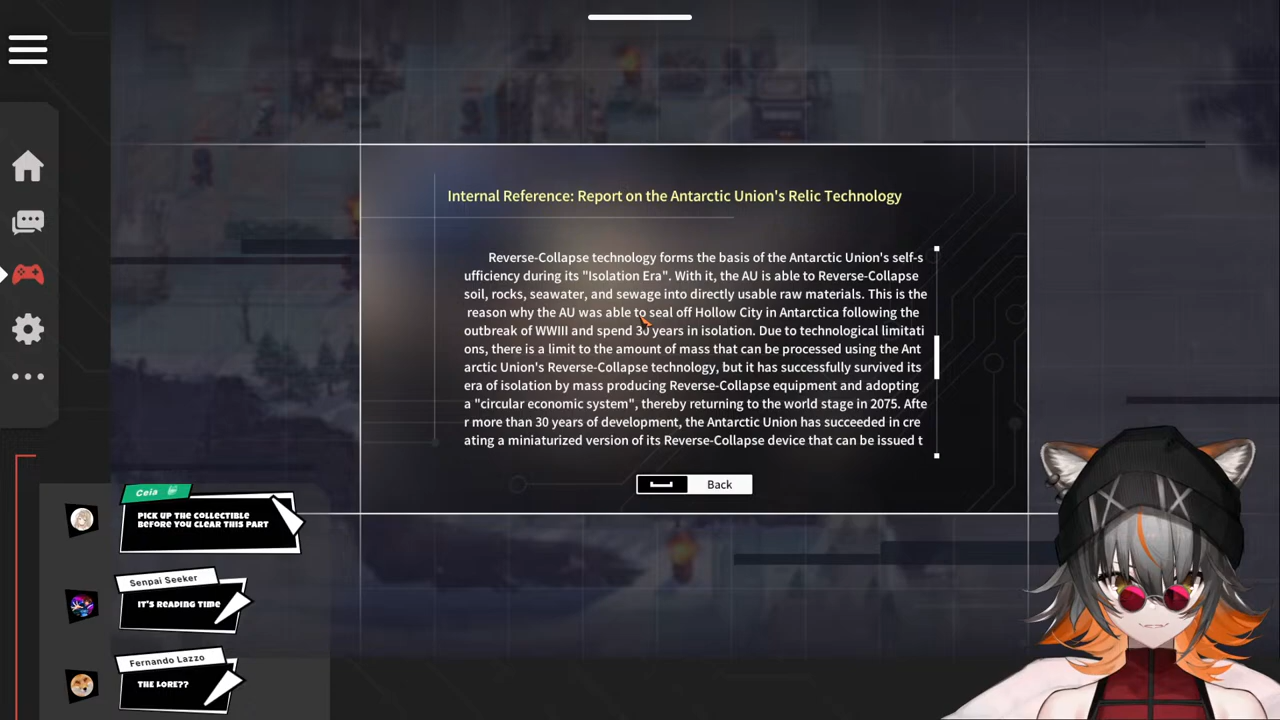 Internal Reference: Report on the Antarctic Union's Relic Technology
Reverse-Collapse technology forms the basis of the Antarctic Union's self-s
ufficiency during its "Isolation Era". With it, the AU is able to Reverse-Collapse
soil, rocks, seawater, and sewage into directly usable raw materials. This is the
reason why the AU was able to seal off Hollow City in Antarctica following the
outbreak of WWIII and spend 30 years in isolation. Due to technological limitati
ons, there is a limit to the amount of mass that can be processed using the Ant
arctic Union's Reverse-Collapse technology, but it has successfully survived its
era of isolation by mass producing Reverse-Collapse equipment and adopting
a "circular economic system", thereby returning to the world stage in 2075. Afte
r more than 30 years of development, the Antarctic Union has succeeded in cre
ating a miniaturized version of its Reverse-Collapse device that can be issued t
Back
Ceia
PICK UP THE COLLECTIBLE
BEFORE YOU CLEAR THIS PART
Senpai Seeker
IT'S READING TIME
Fernando Lazzo
THE LORE??